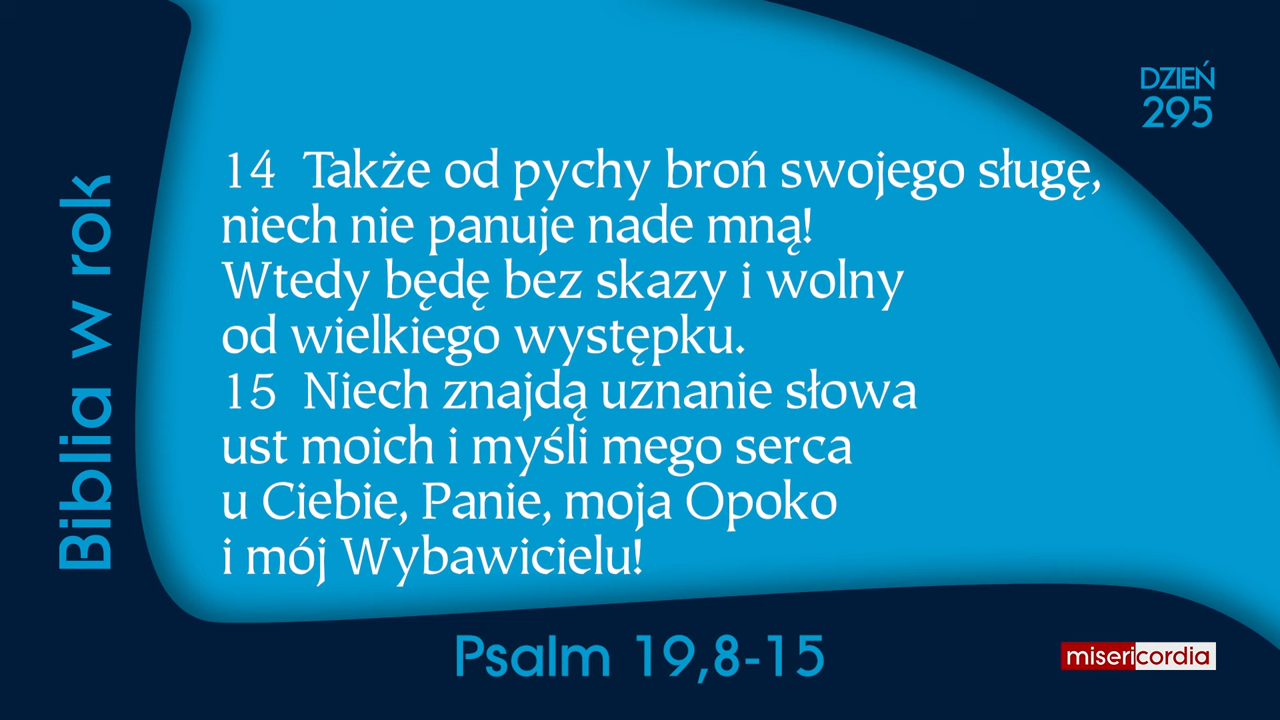 DZIEŃ
295
Biblia w rok
14 Także od pychy broń swojego sługę,
niech nie panuje nade mną!
Wtedy będę bez skazy i wolny
od wielkiego występku.
15 Niech znajdą uznanie słowa
ust moich i myśli mego serca
u Ciebie, Panie, moja Opoko
i mój Wybawicielu!
Psalm 19,8-15
misericordia